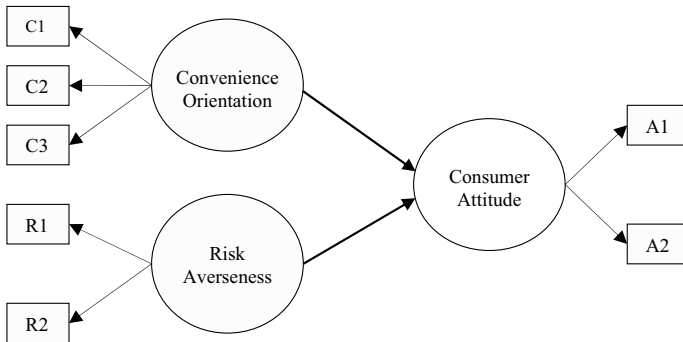 C1
C2
C3
Convenience
Orientation
R1
R2
Risk
Averseness
Consumer
Attitude
A1
A2